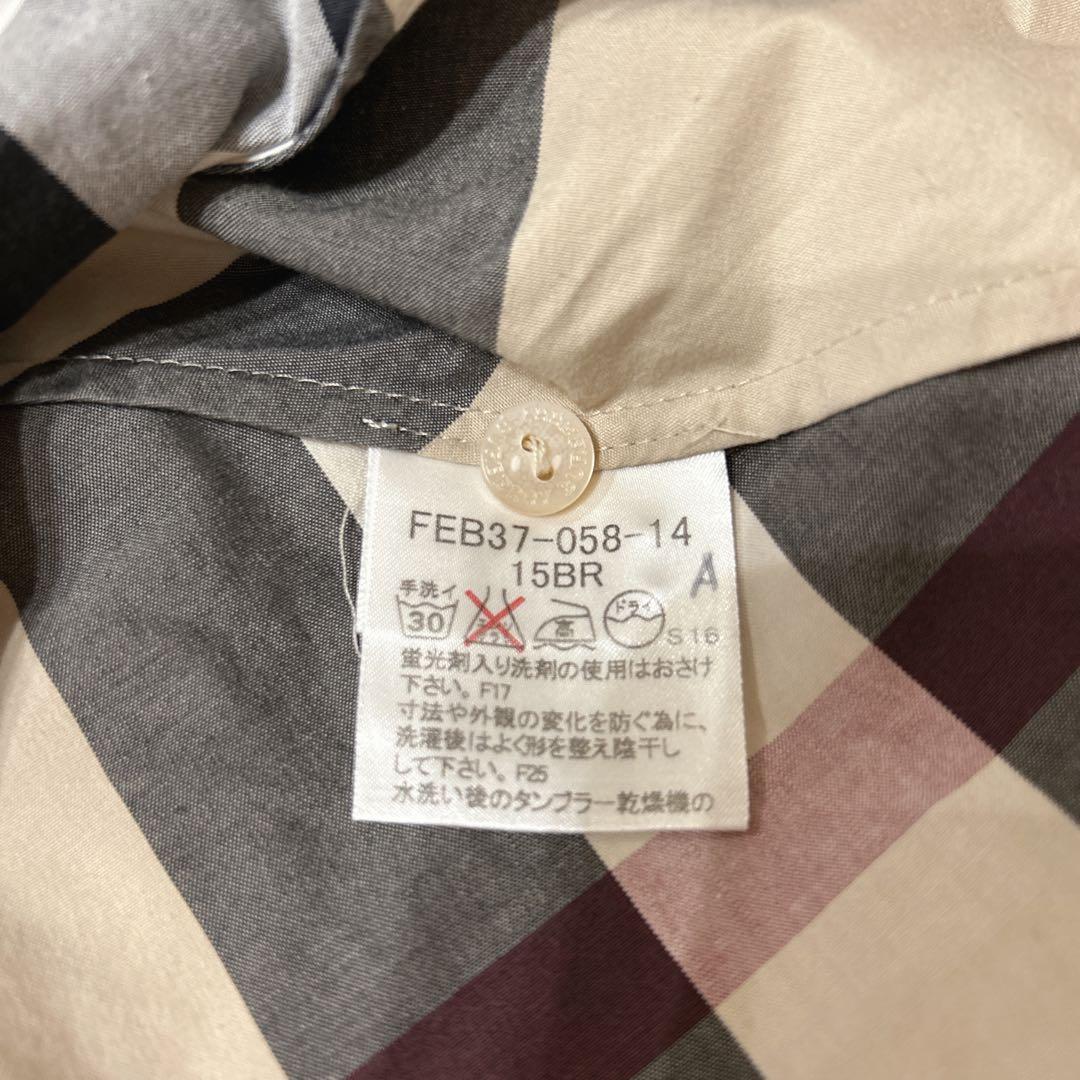 FEB37-058-14
15BR
A
手洗イ
30
高
ドライ
S16
蛍光剤入り洗剤の使用はおさけ
下さい。F17
寸法や外観の変化を防ぐ為に、
洗濯後はよく形を整え陰干し
して下さい。F25
水洗い後のタンブラー乾燥機の